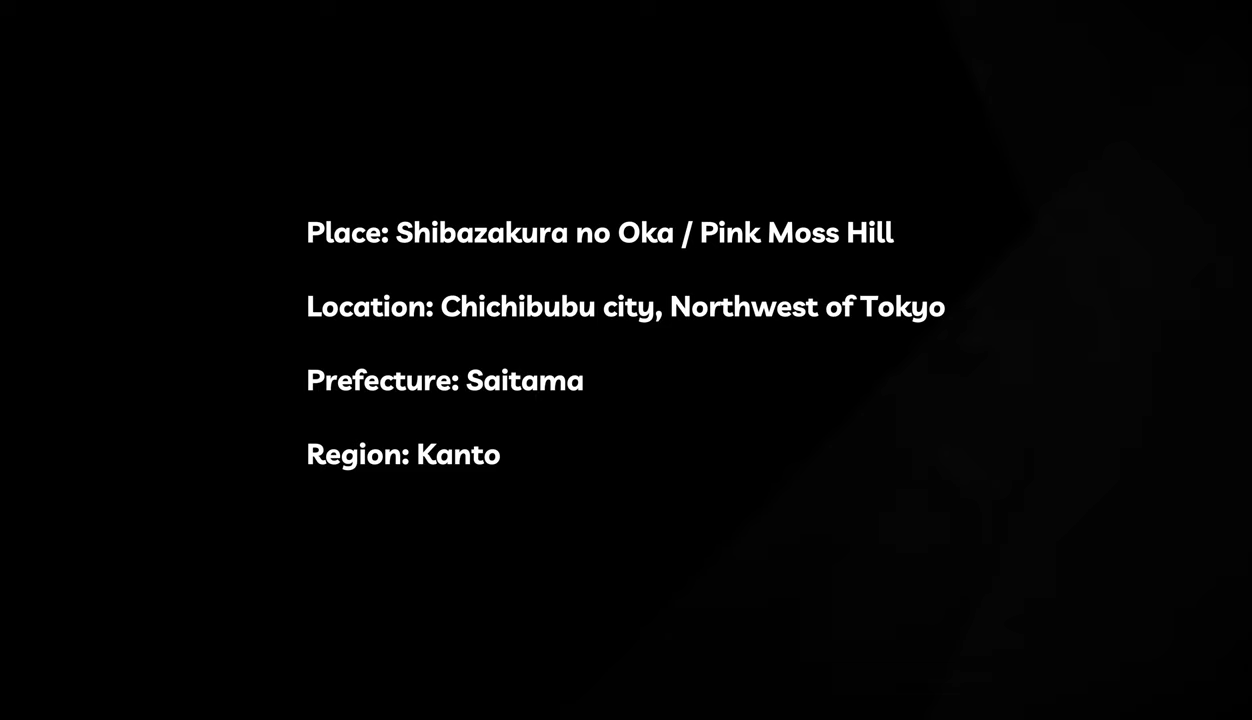 Place: Shibazakura no Oka / Pink Moss Hill
Location: Chichibubu city, Northwest of Tokyo
Prefecture: Saitama
Region: Kanto